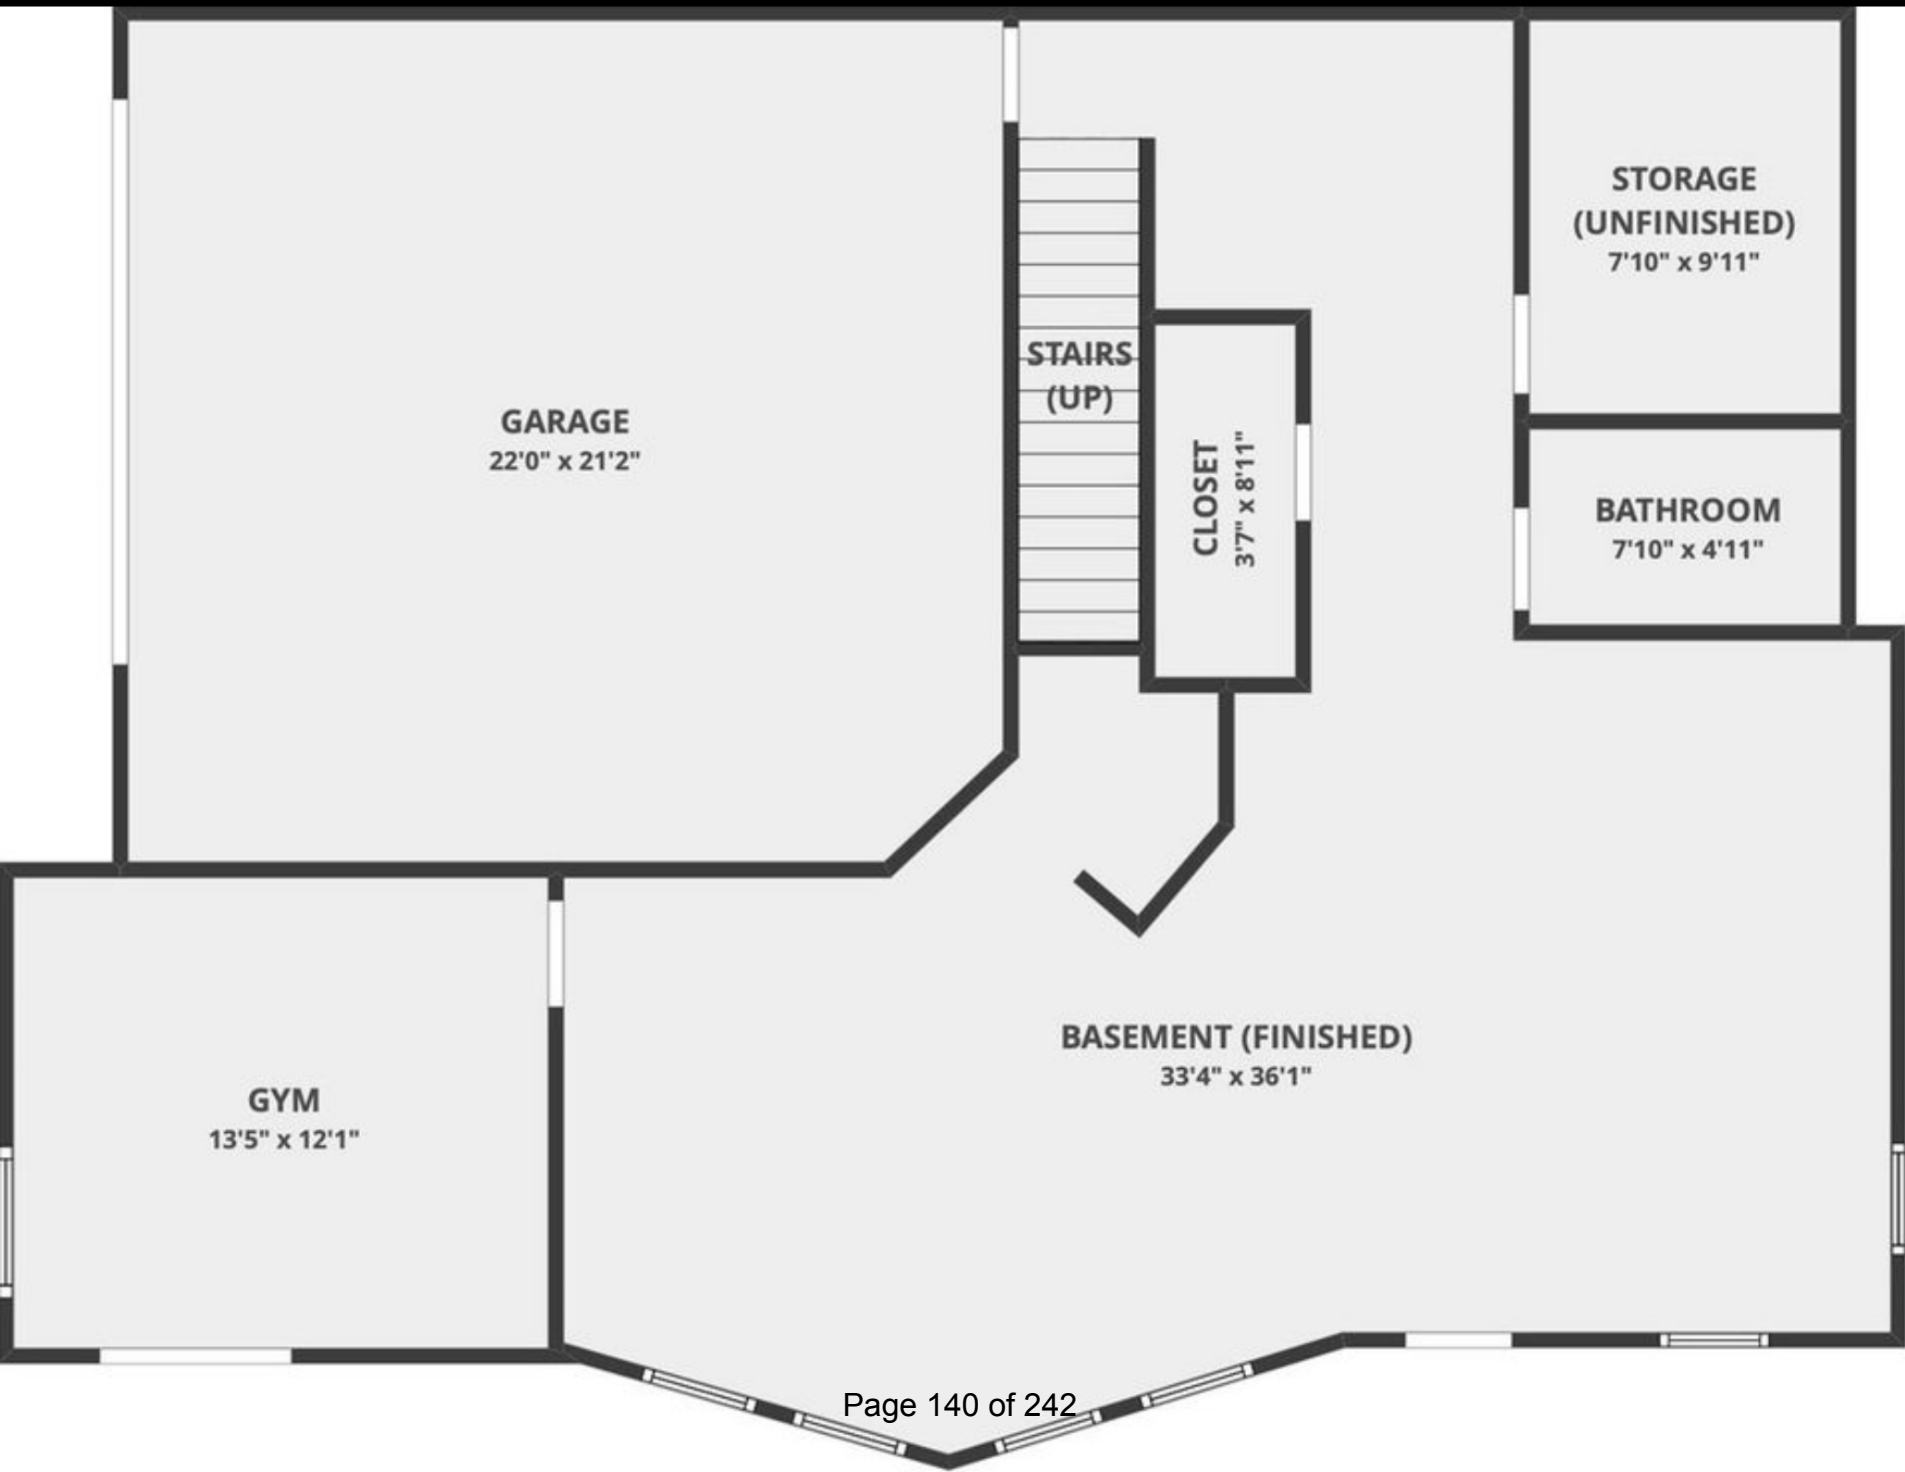 STORAGE
(UNFINISHED)
7'10" x 9'11"
STAIRS
(UP)
GARAGE
22'0" x 21'2"
CLOSET
3'7" x 8'11"
BATHROOM
7'10" x 4'11"
BASEMENT (FINISHED)
33'4" x 36'1"
GYM
13'5" x 12'1"
Page 140 of 242